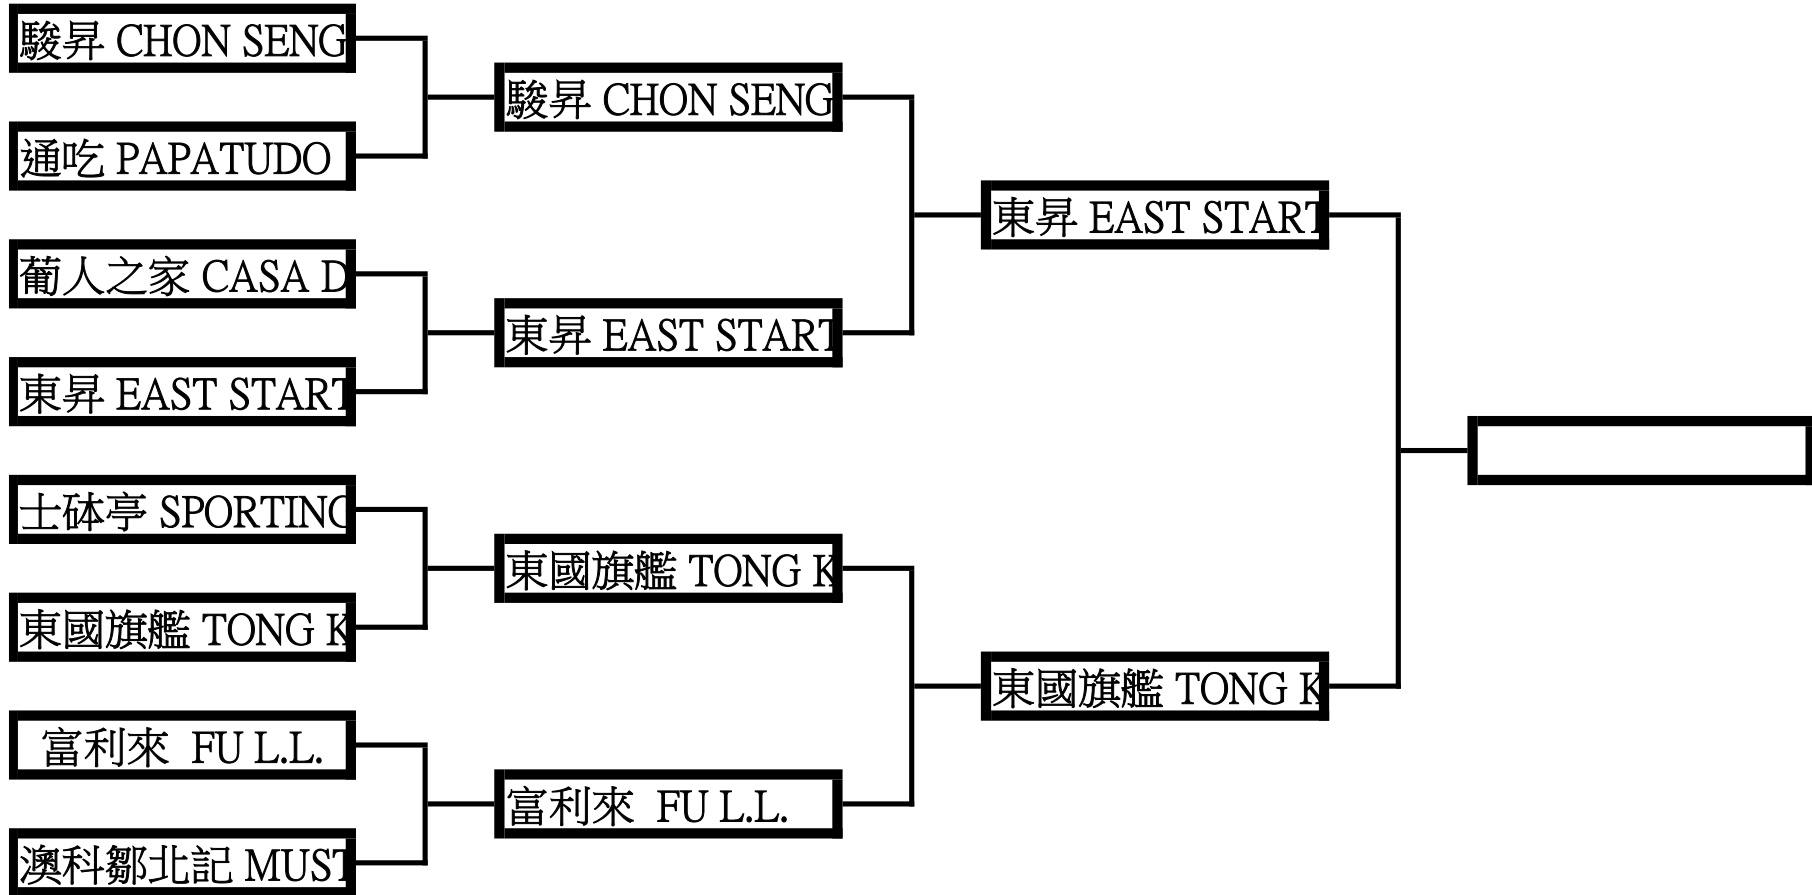 駿昇 CHON SENG
通吃 PAPATUDO
葡人之家 CASA D
東昇 EAST START
士砵亭 SPORTING
東國旗艦 TONG K
富利來 FU L.L.
澳科鄒北記 MUST
駿昇 CHON SENG
東昇 EAST START
東國旗艦 TONG K
富利來 FU L.L.
東昇 EAST START
東國旗艦 TONG K